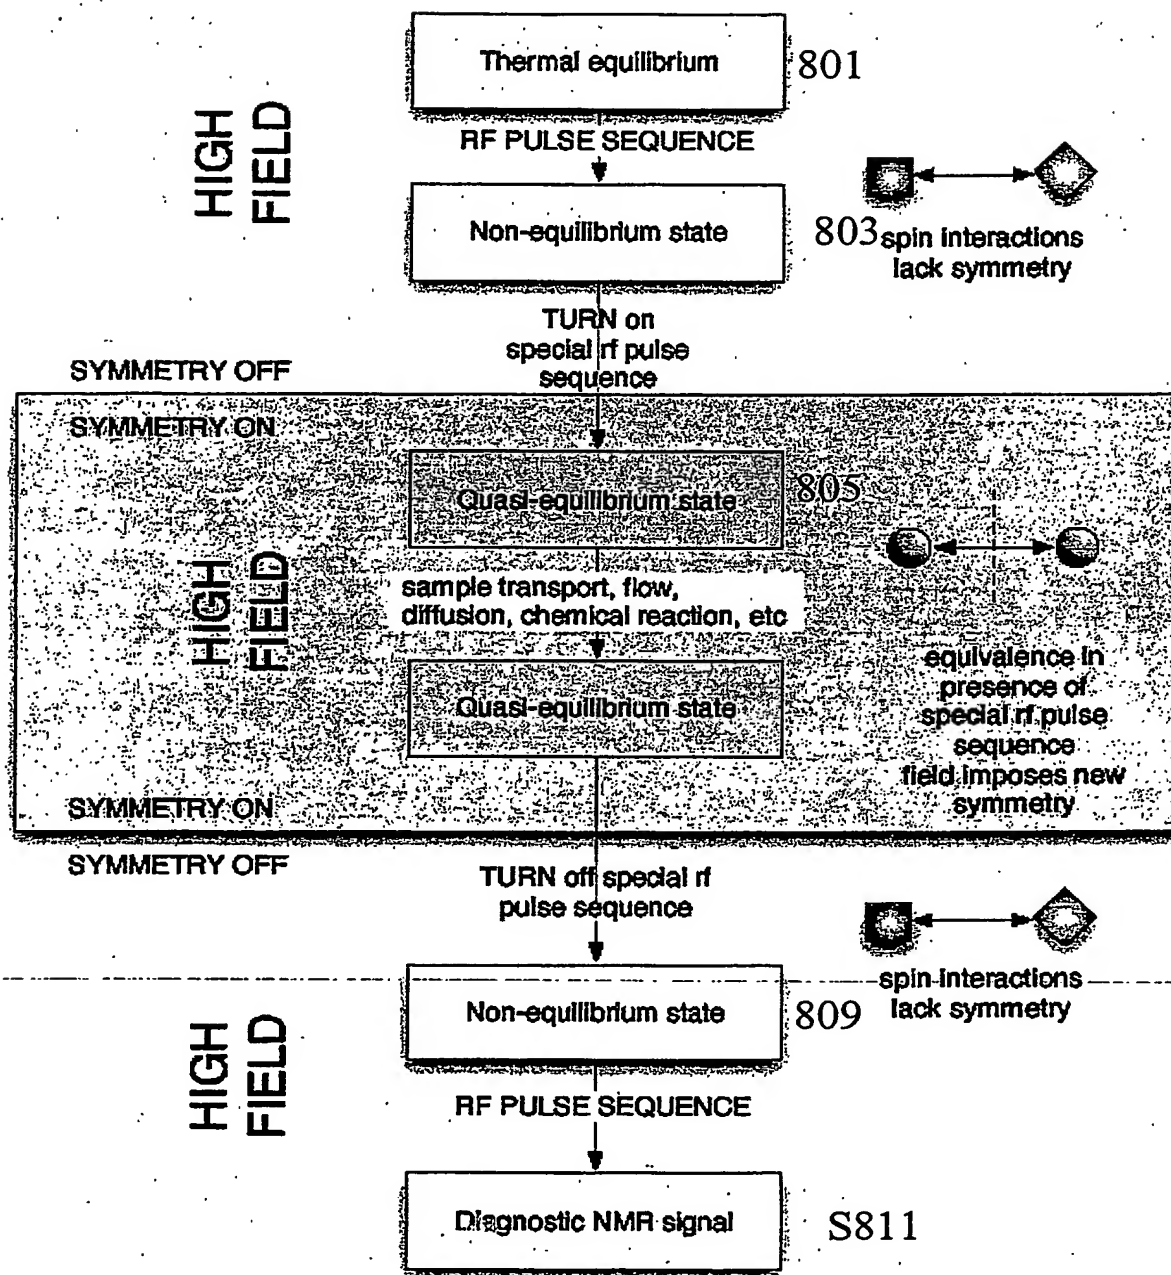 Thermal equilibrium
801
HIGH
FIELD
RF PULSE SEQUENCE
Non-equilibrium state
803
spin interactions
lack symmetry
TURN on
special rf pulse
sequence
SYMMETRY OFF
SYMMETRY ON
Quasi-equilibrium state
805
HIGH
FIELD
sample transport, flow,
diffusion, chemical reaction, etc
Quasi-equilibrium state
equivalence in
presence of
special rf pulse
sequence
field imposes new
symmetry
SYMMETRY ON
SYMMETRY OFF
TURN off special rf
pulse sequence
spin interactions
lack symmetry
Non-equilibrium state
809
HIGH
FIELD
RF PULSE SEQUENCE
Diagnostic NMR signal
S811